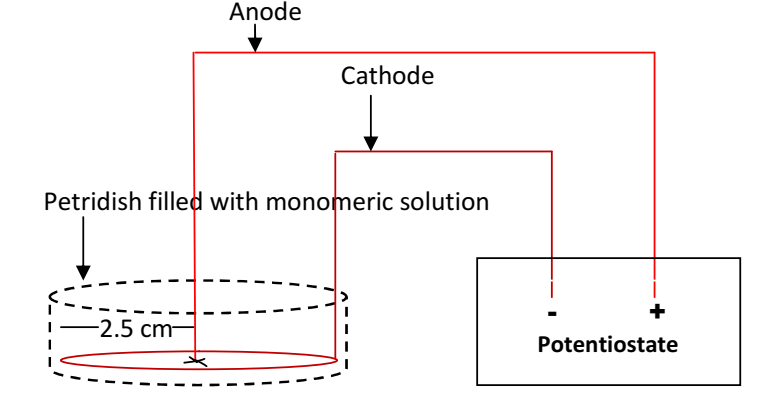 Anode
Cathode
Petridish filled with monomeric solution
2.5 cm
- +
Potentiostate